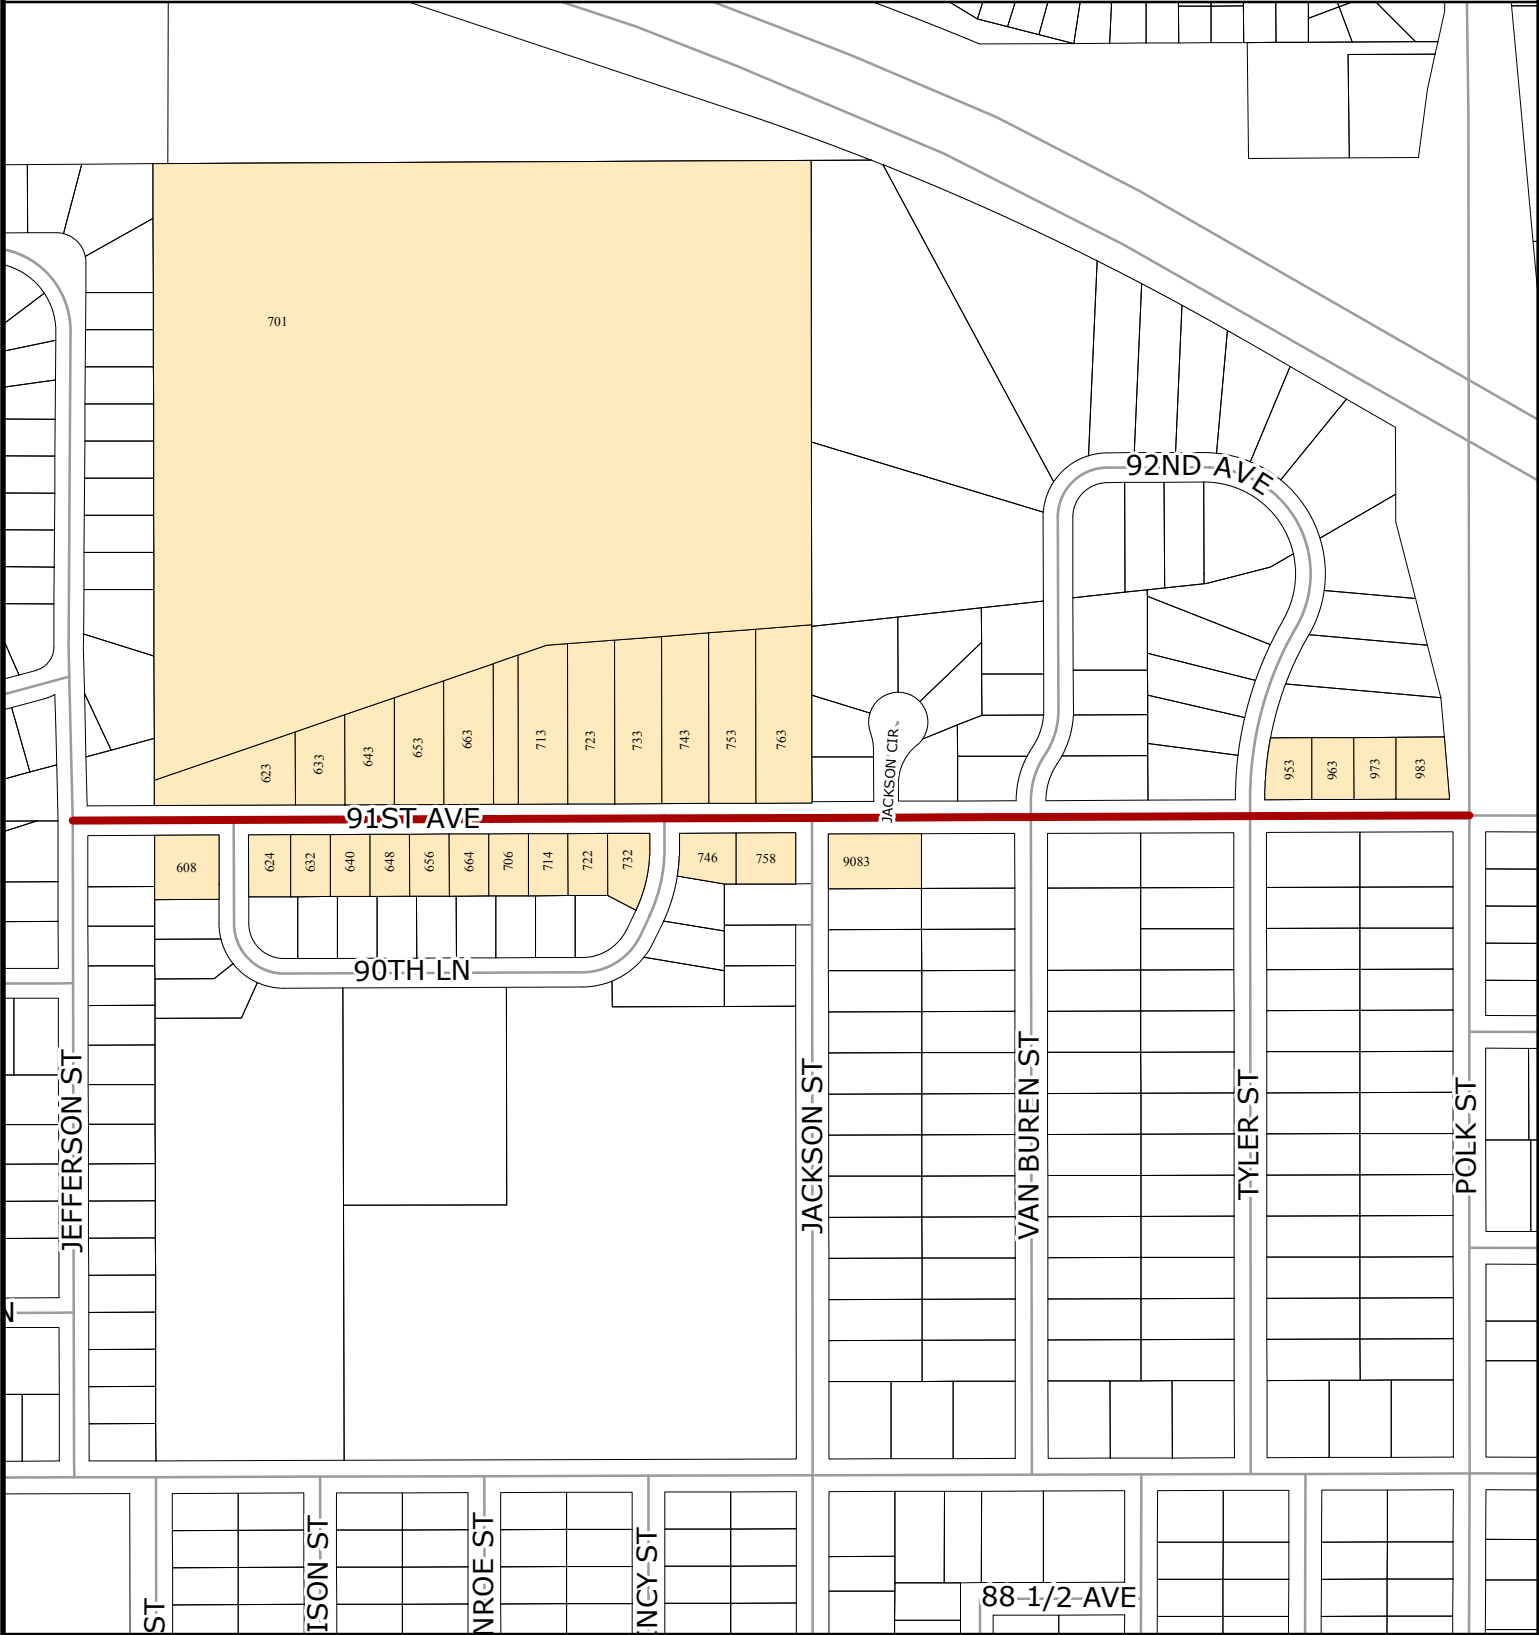 701
92ND AVE
623
633
643
653
663
713
723
733
743
753
763
JACKSON CIR
953
963
973
983
91ST AVE
608
624
632
640
648
656
664
706
714
722
732
746
758
9083
90TH LN
JEFFERSON ST
JACKSON ST
VAN BUREN ST
TYLER ST
POLK ST
N
ST
ISON ST
NROE ST
NCY ST
88 1/2 AVE